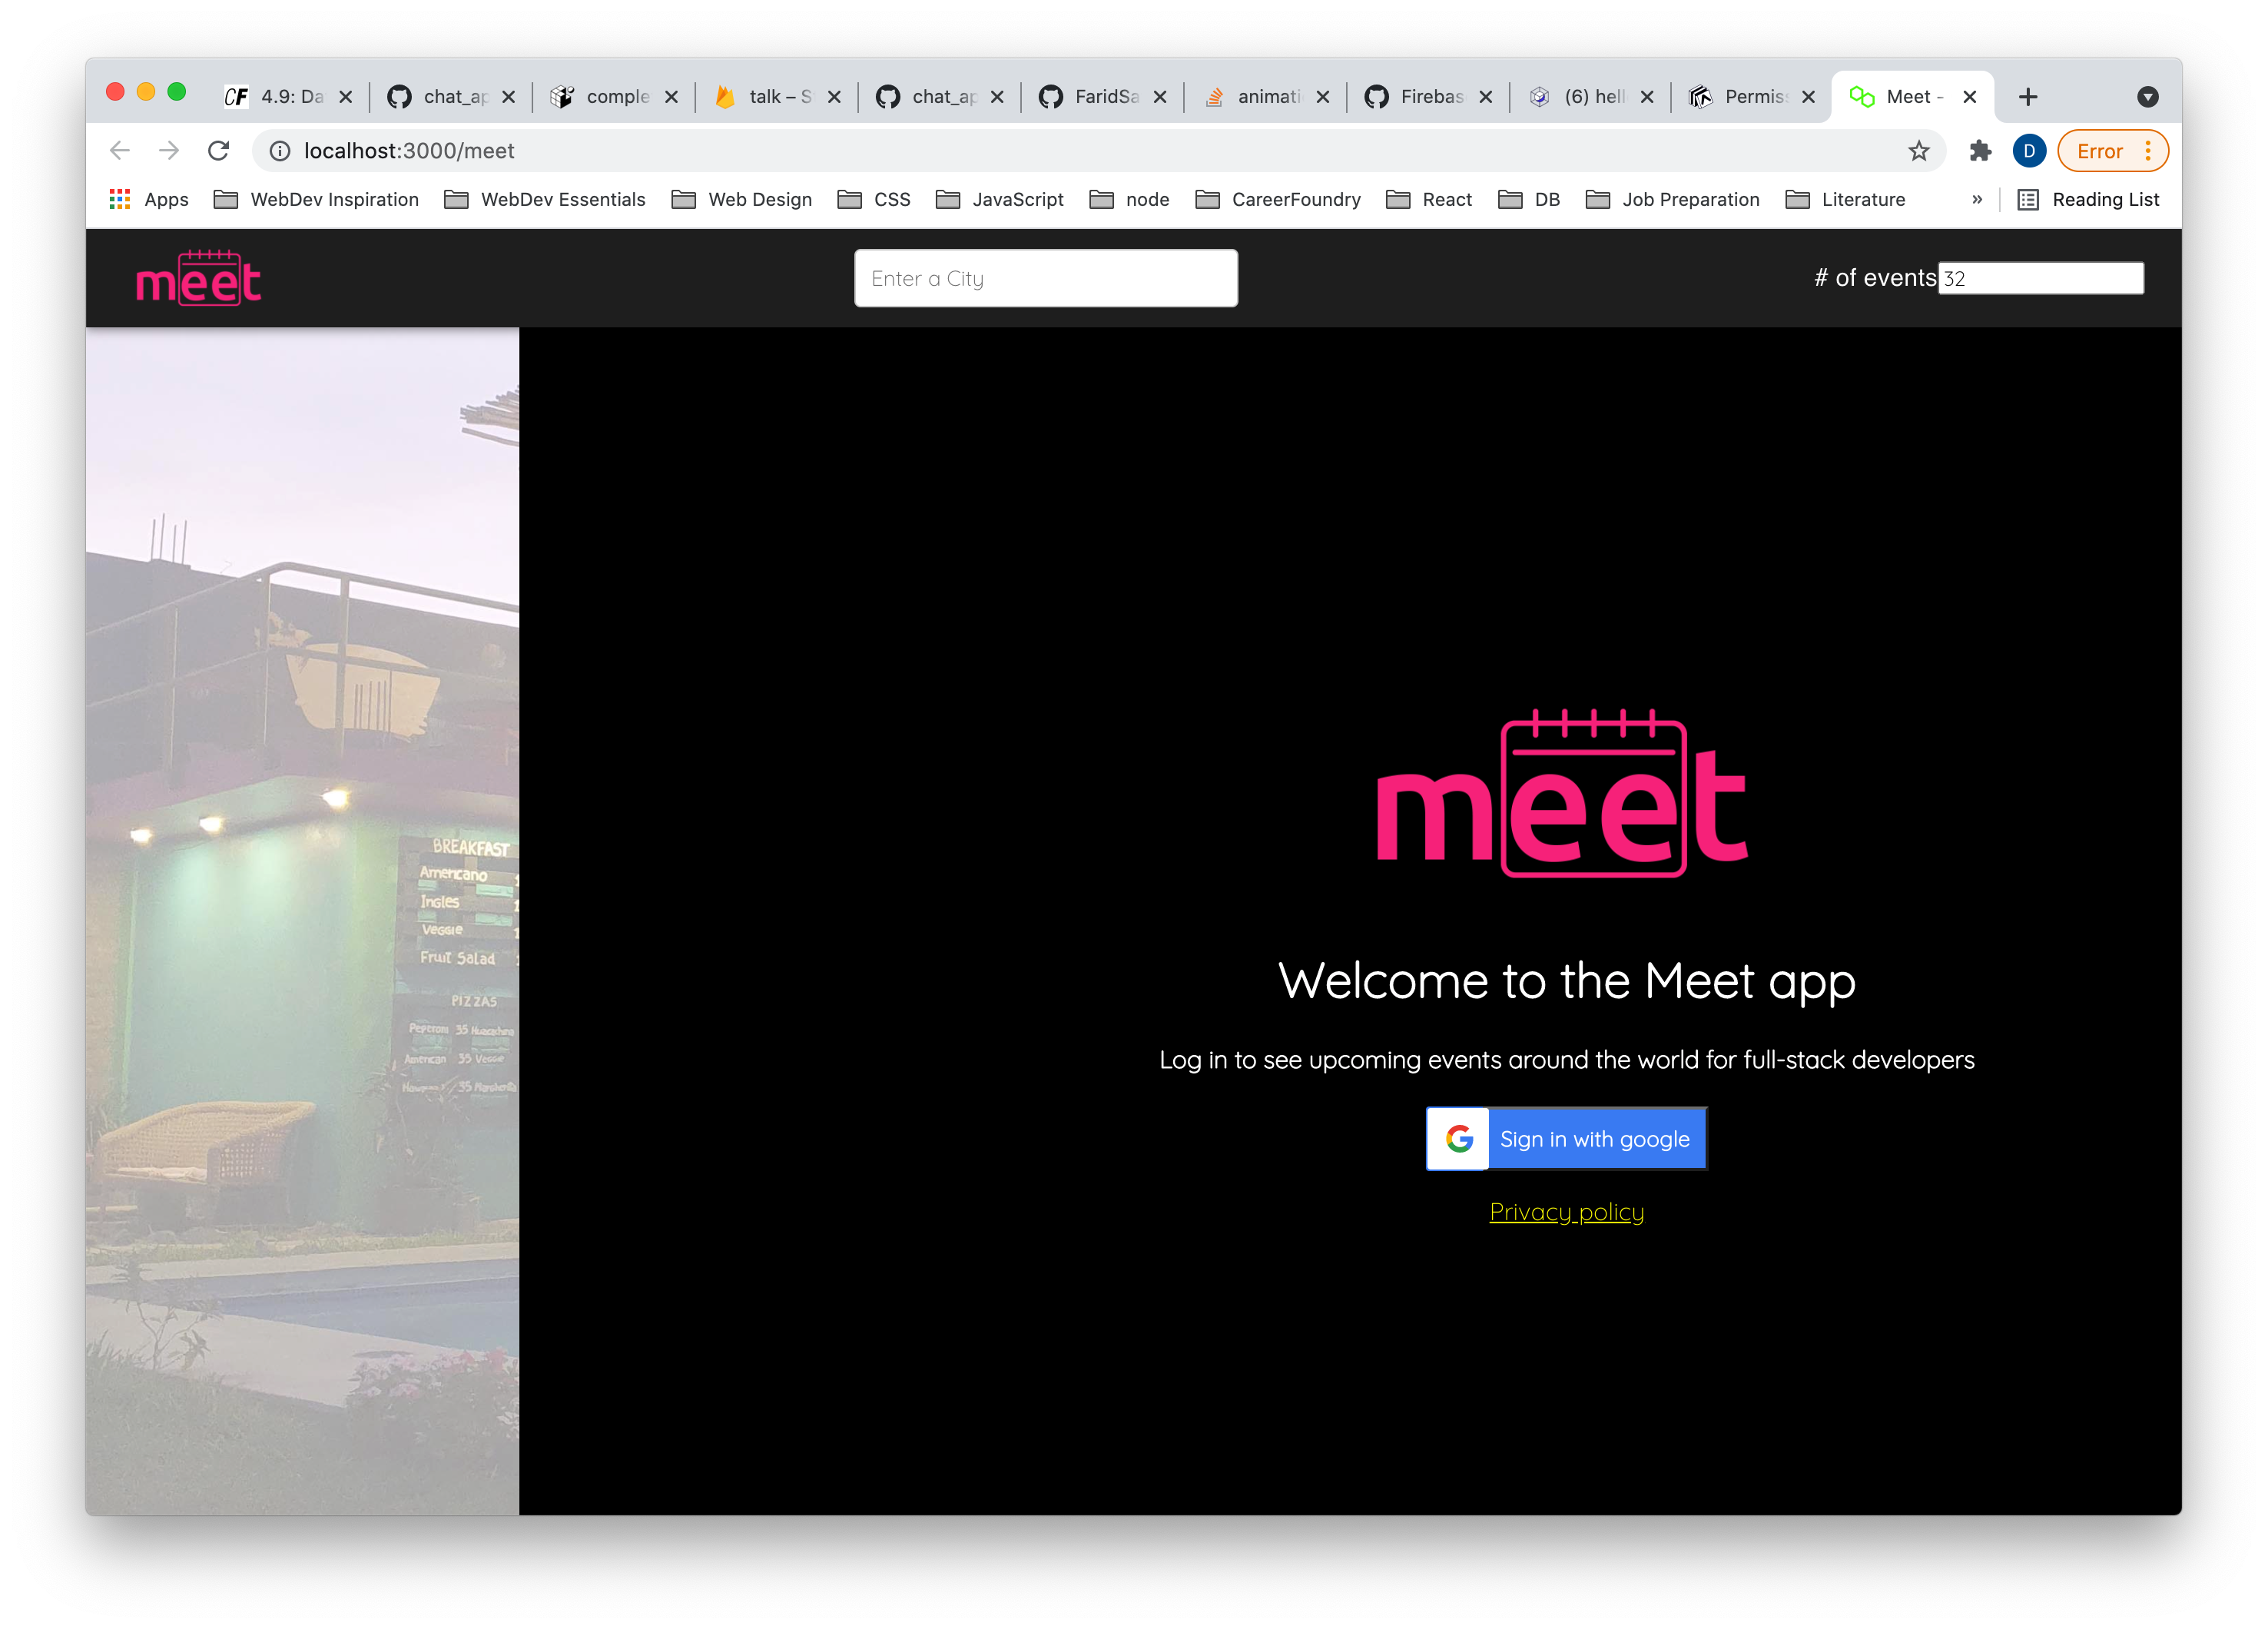 CF 4.9: Da
chat_ap
comple
talk – S
chat_ap
FaridSa
animati
Firebas
(6) hell
Permis
Meet -
localhost:3000/meet
D
Error
Apps
WebDev Inspiration
WebDev Essentials
Web Design
CSS
JavaScript
node
CareerFoundry
React
DB
Job Preparation
Literature
»
Reading List
meet
Enter a City
# of events 32
BREAKFAST
Americano
Ingles
Veggie
Fruit Salad
PIZZAS
35
American 35 Veggie
35 Margherita
meet
Welcome to the Meet app
Log in to see upcoming events around the world for full-stack developers
G Sign in with google
Privacy policy